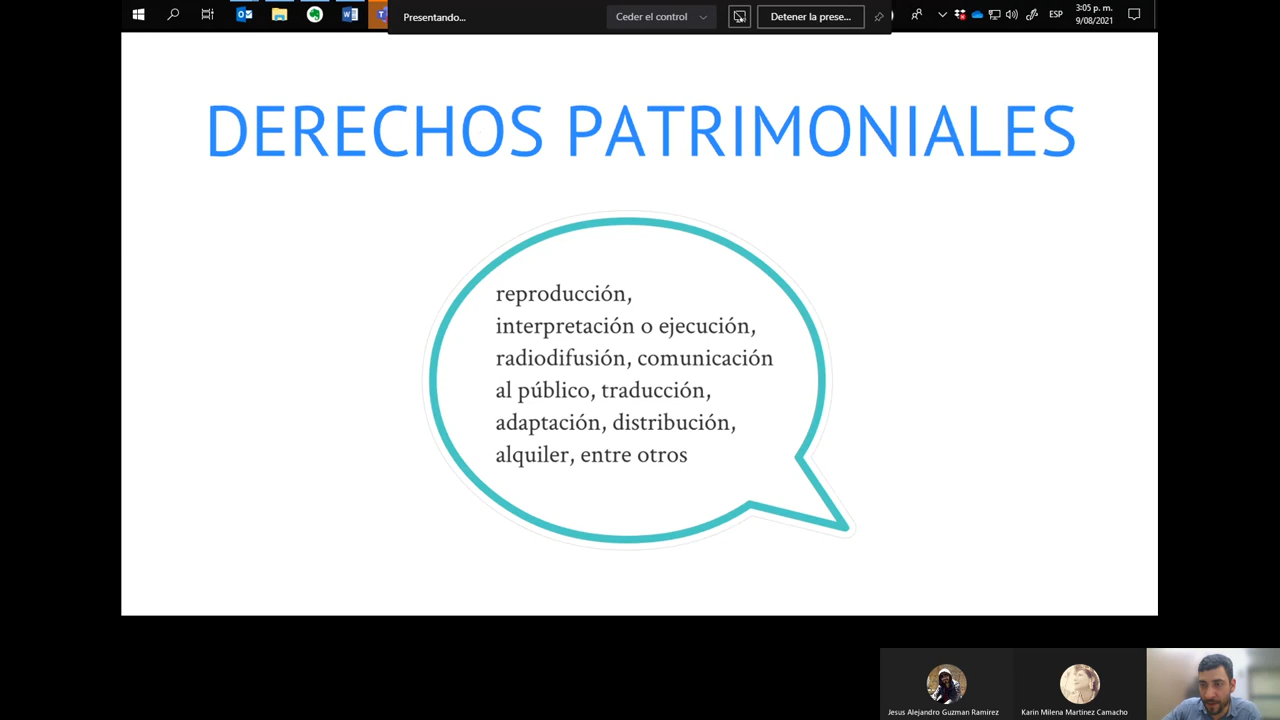 Presentando...
Ceder el control
Detener la prese...
ESP
3:05 p. m.
9/08/2021
DERECHOS PATRIMONIALES
reproducción,
interpretación o ejecución,
radiodifusión, comunicación
al público, traducción,
adaptación, distribución,
alquiler, entre otros
Jesus Alejandro Guzman Ramirez
Karin Milena Martinez Camacho